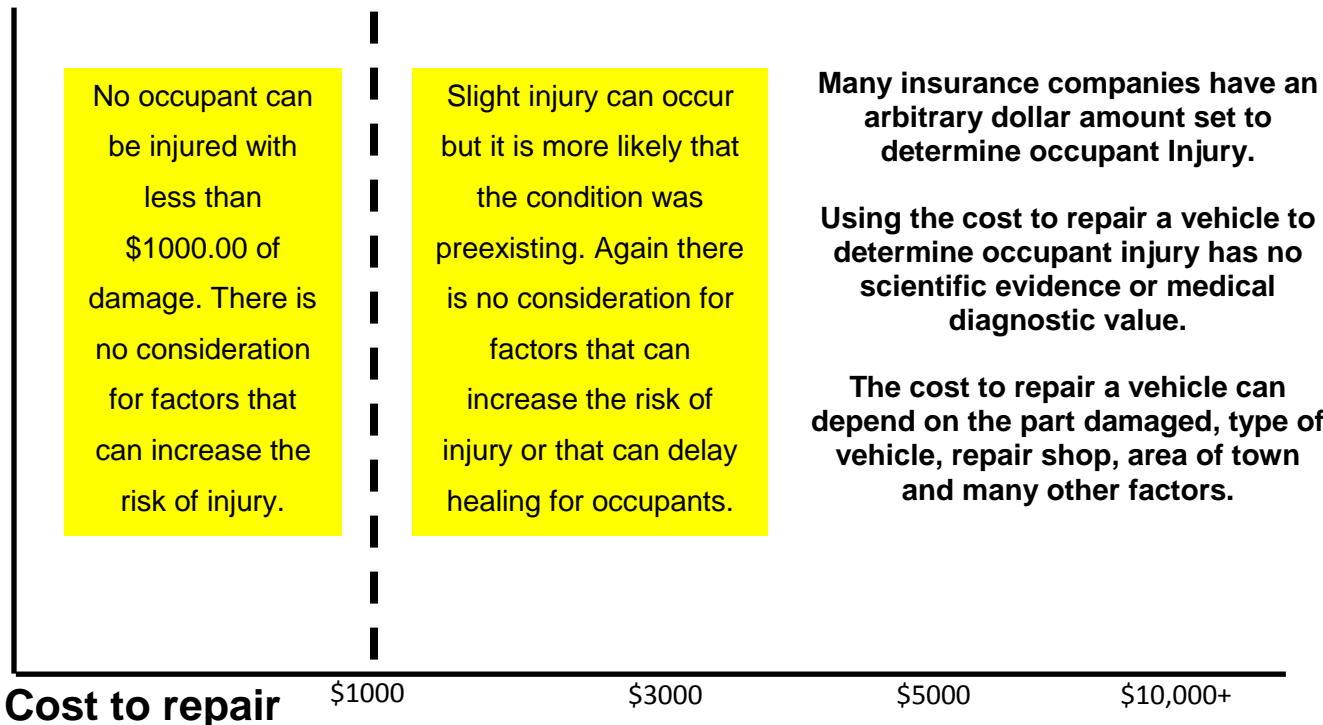 No occupant can
be injured with
less than
$1000.00 of
damage. There is
no consideration
for factors that
can increase the
risk of injury.
Slight injury can occur
but it is more likely that
the condition was
preexisting. Again there
is no consideration for
factors that can
increase the risk of
injury or that can delay
healing for occupants.
Many insurance companies have an
arbitrary dollar amount set to
determine occupant Injury.
Using the cost to repair a vehicle to
determine occupant injury has no
scientific evidence or medical
diagnostic value.
The cost to repair a vehicle can
depend on the part damaged, type of
vehicle, repair shop, area of town
and many other factors.
Cost to repair $1000 $3000 $5000 $10,000+